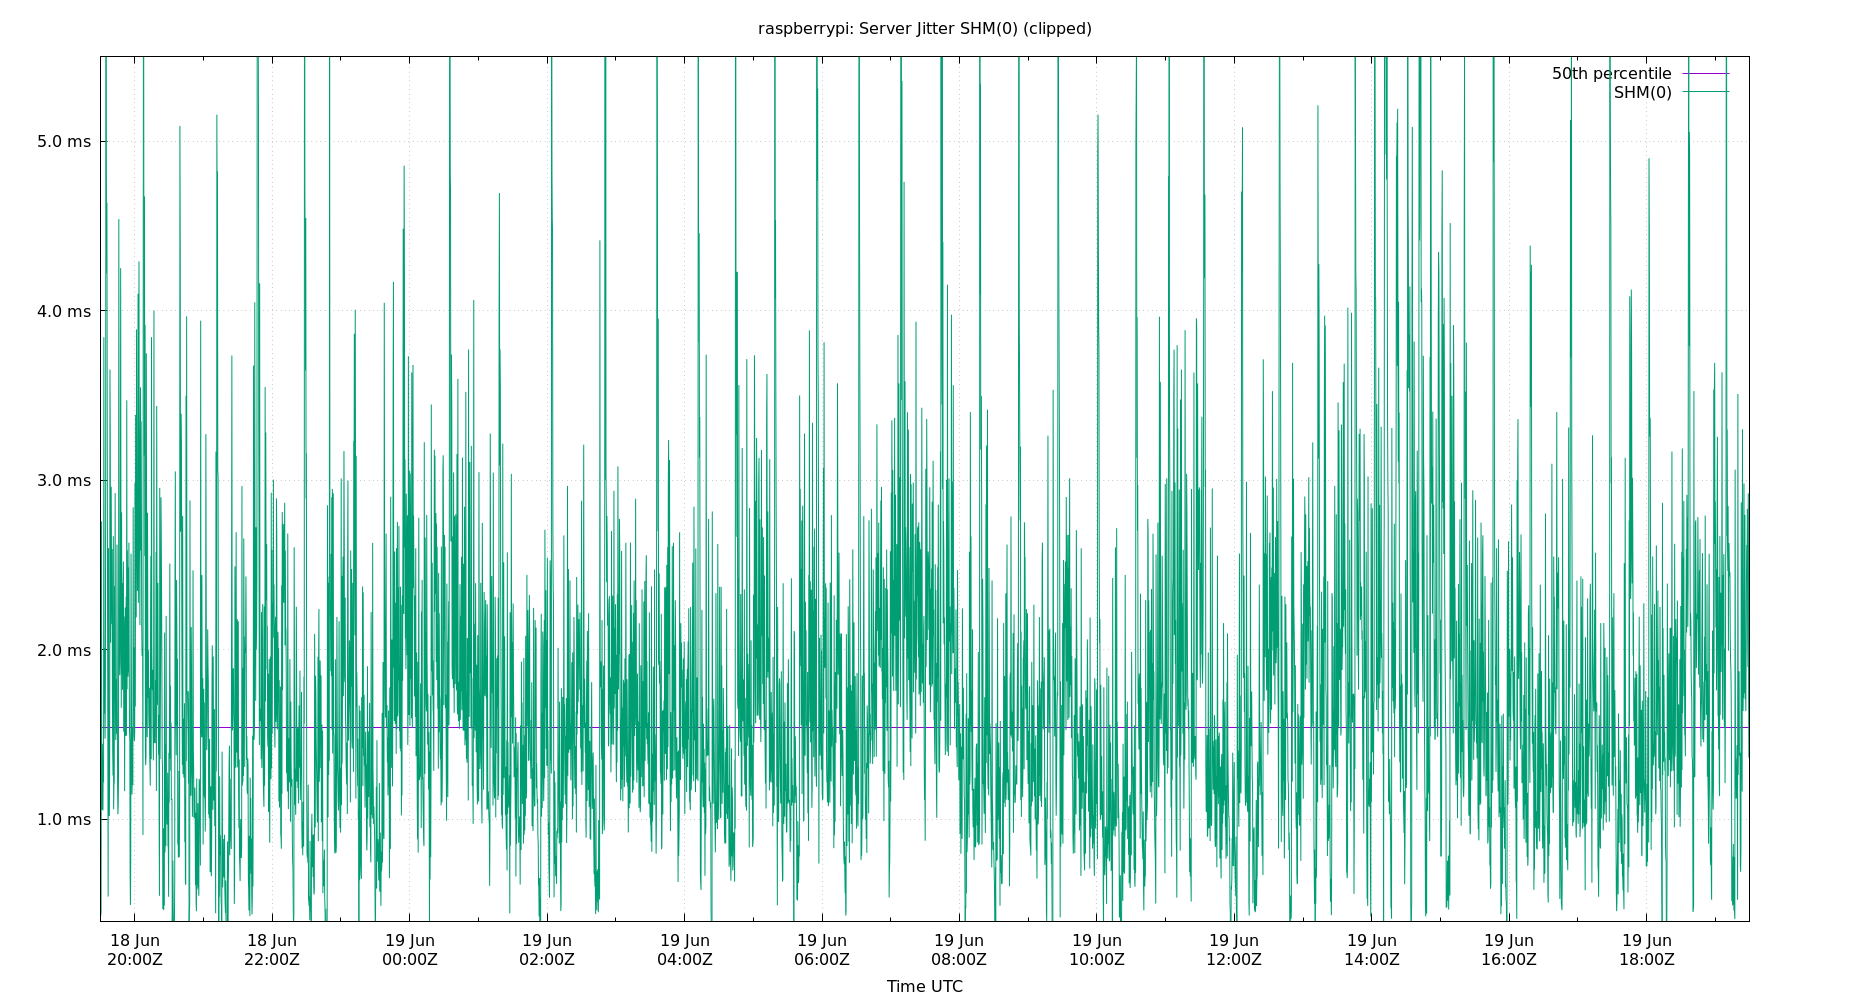 raspberrypi: Server Jitter SHM(0) (clipped)
50th percentile
SHM(0)
5.0 ms
4.0 ms
3.0 ms
2.0 ms
1.0 ms
18 Jun 18 Jun 19 Jun 19 Jun 19 Jun 19 Jun 19 Jun 19 Jun 19 Jun 19 Jun 19 Jun 19 Jun
20:00Z 22:00Z 00:00Z 02:00Z 04:00Z 06:00Z 08:00Z 10:00Z 12:00Z 14:00Z 16:00Z 18:00Z
Time UTC